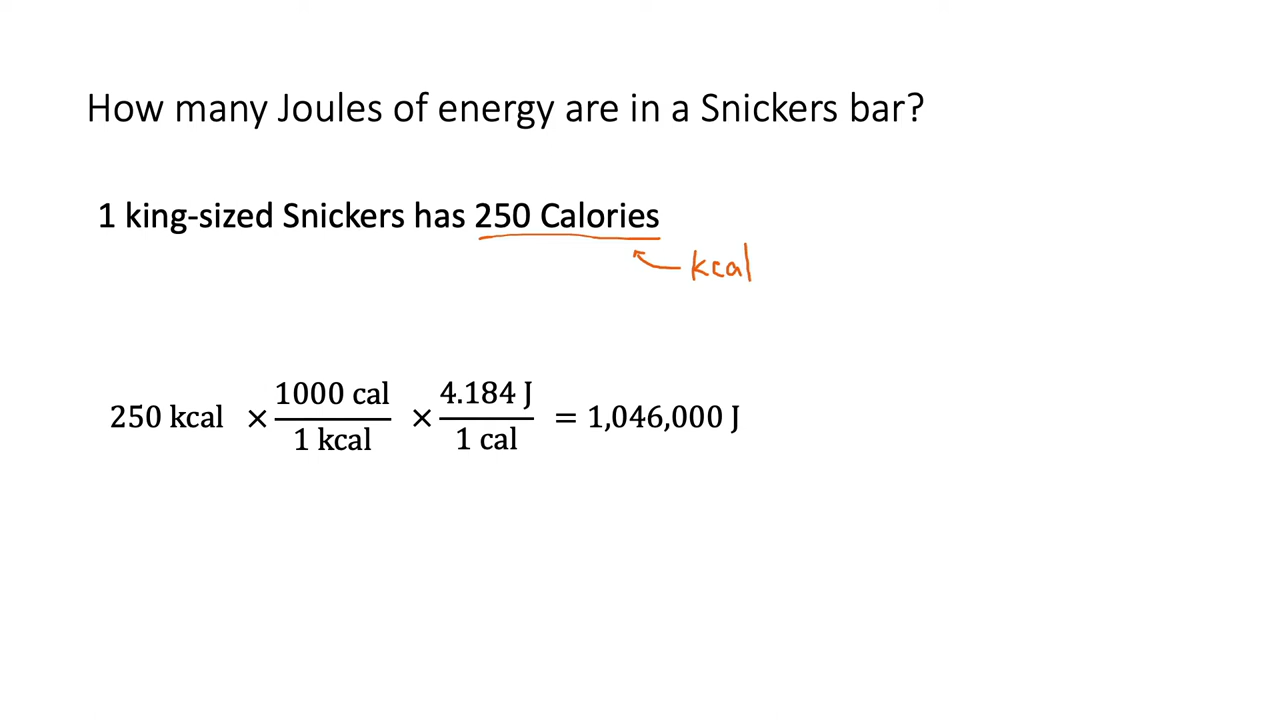 How many Joules of energy are in a Snickers bar?
1 king-sized Snickers has 250 Calories
kcal
250 kcal × 1000 cal / 1 kcal × 4.184 J / 1 cal = 1,046,000 J